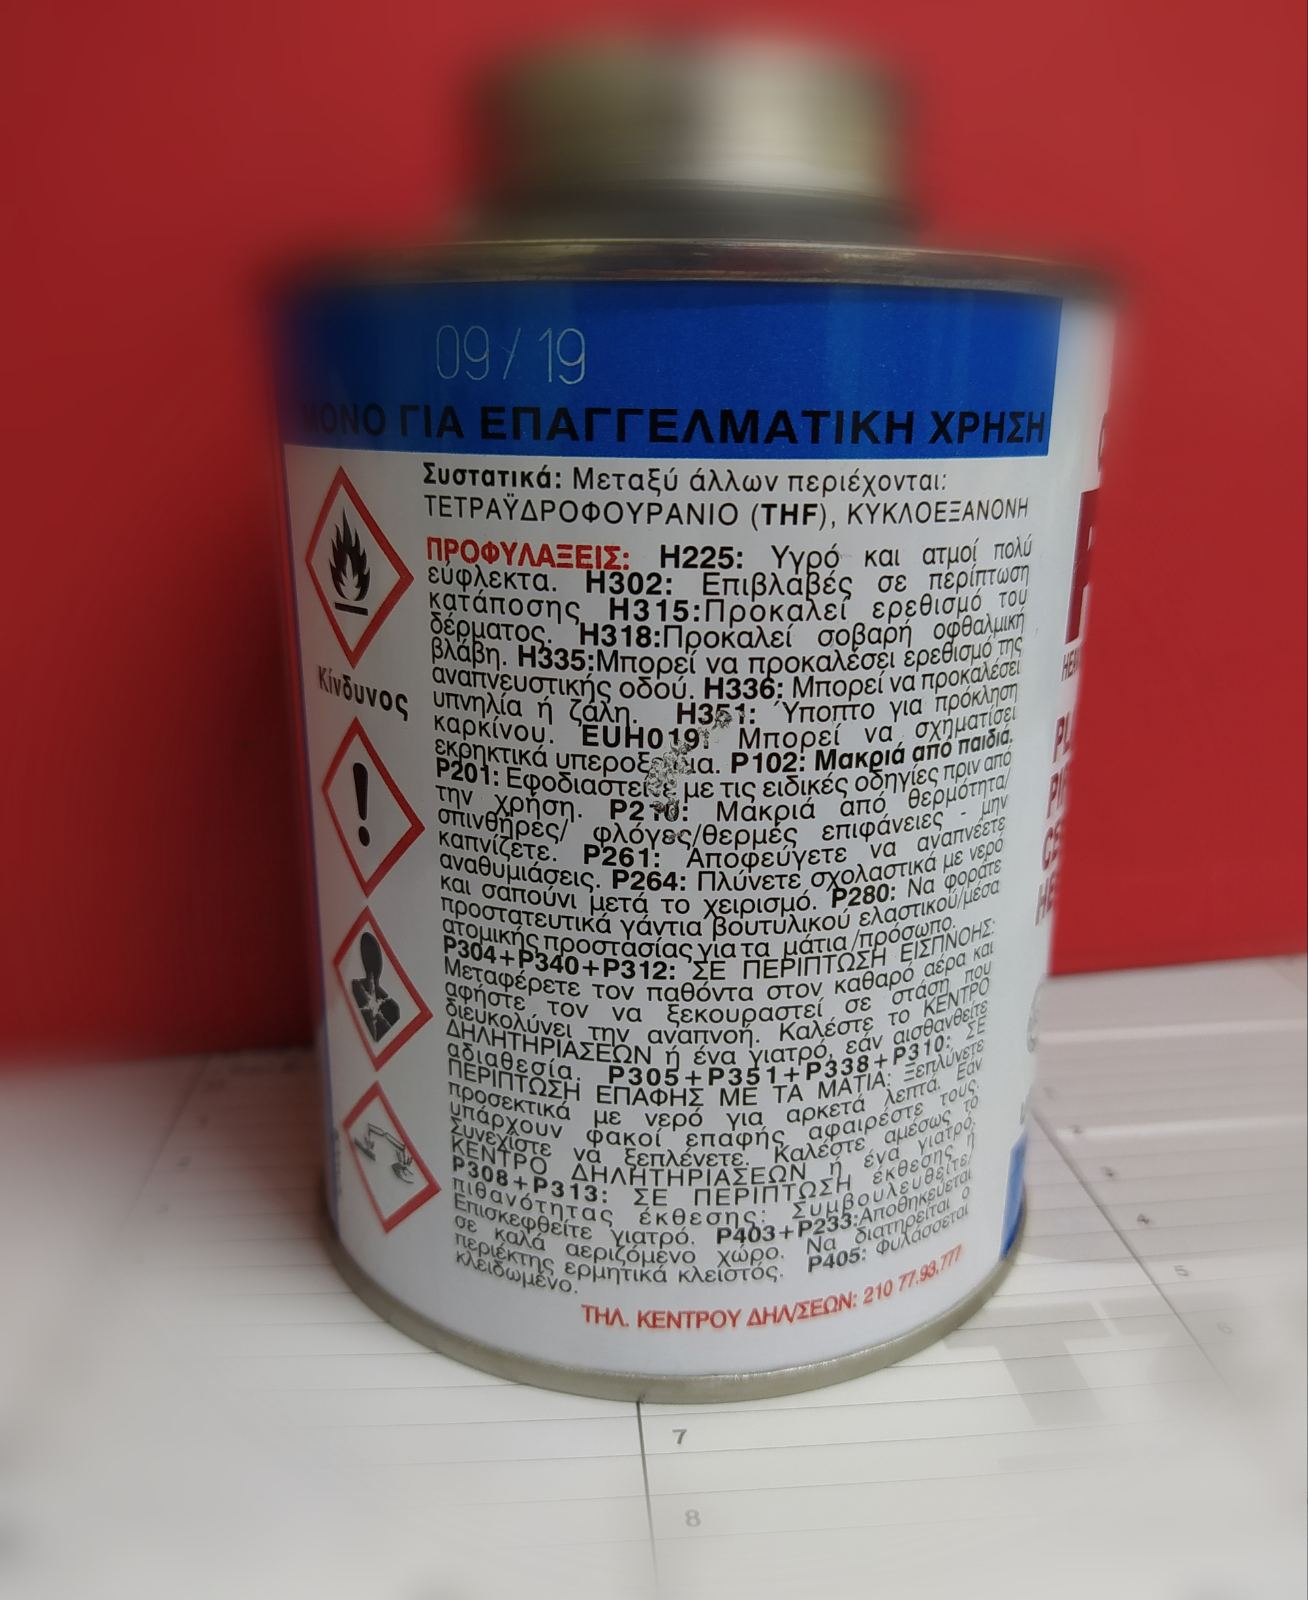 09/19
ΜΟΝΟ ΓΙΑ ΕΠΑΓΓΕΛΜΑΤΙΚΗ ΧΡΗΣΗ
Συστατικά: Μεταξύ άλλων περιέχονται:
ΤΕΤΡΑΫΔΡΟΦΟΥΡΑΝΙΟ (THF), ΚΥΚΛΟΕΞΑΝΟΝΗ
ΠΡΟΦΥΛΑΞΕΙΣ: H225: Υγρό και ατμοί πολύ
εύφλεκτα. H302: Επιβλαβές σε περίπτωση
κατάποσης H315:Προκαλεί ερεθισμό του
δέρματος. H318:Προκαλεί σοβαρή οφθαλμική
βλάβη. H335:Μπορεί να προκαλέσει ερεθισμό της
αναπνευστικής οδού. H336: Μπορεί να προκαλέσει
υπνηλία ή ζάλη. H351: Ύποπτο για πρόκληση
καρκίνου. EUH019: Μπορεί να σχηματίσει
εκρηκτικά P102: Μακριά από παιδιά.
P201: Εφοδιαστείτε με τις ειδικές οδηγίες πριν από
την χρήση. P210: Μακριά από θερμότητα/
σπινθήρες/ φλόγες/θερμές επιφάνειες - μην
καπνίζετε. P261: Αποφεύγετε να αναπνέετε
αναθυμιάσεις. P264: Πλύνετε σχολαστικά με νερό
και σαπούνι μετά το χειρισμό. P280: Να φοράτε
προστατευτικά γάντια βουτυλικού ελαστικού/μέσα
ατομικής προστασίας για τα μάτια /πρόσωπο.
P304+P340+P312: ΣΕ ΠΕΡΙΠΤΩΣΗ ΕΙΣΠΝΟΗΣ:
Μεταφέρετε τον παθόντα στον καθαρό αέρα και
αφήστε τον να ξεκουραστεί σε στάση που
διευκολύνει την αναπνοή. Καλέστε το ΚΕΝΤΡΟ
ΔΗΛΗΤΗΡΙΑΣΕΩΝ ή ένα γιατρό, εάν αισθανθείτε
αδιαθεσία. P305+P351+P338+P310: ΣΕ
ΠΕΡΙΠΤΩΣΗ ΕΠΑΦΗΣ ΜΕ ΤΑ ΜΑΤΙΑ: Ξεπλύνετε
προσεκτικά με νερό για αρκετά λεπτά. Εάν
υπάρχουν φακοί επαφής αφαιρέστε τους.
Συνεχίστε να ξεπλένετε. Καλέστε αμέσως το
ΚΕΝΤΡΟ ΔΗΛΗΤΗΡΙΑΣΕΩΝ ή ένα γιατρό.
P308+P313: ΣΕ ΠΕΡΙΠΤΩΣΗ έκθεσης ή
πιθανότητας έκθεσης: Συμβουλευθείτε/
Επισκεφθείτε γιατρό. P403+P233:Αποθηκεύεται
σε καλά αεριζόμενο χώρο. Να διατηρείται ο
περιέκτης ερμητικά κλειστός. P405: Φυλάσσεται
κλειδωμένο.
ΤΗΛ. ΚΕΝΤΡΟΥ ΔΗΛ/ΣΕΩΝ: 210 77.93.777
Κίνδυνος
2
4
5
6
7
8